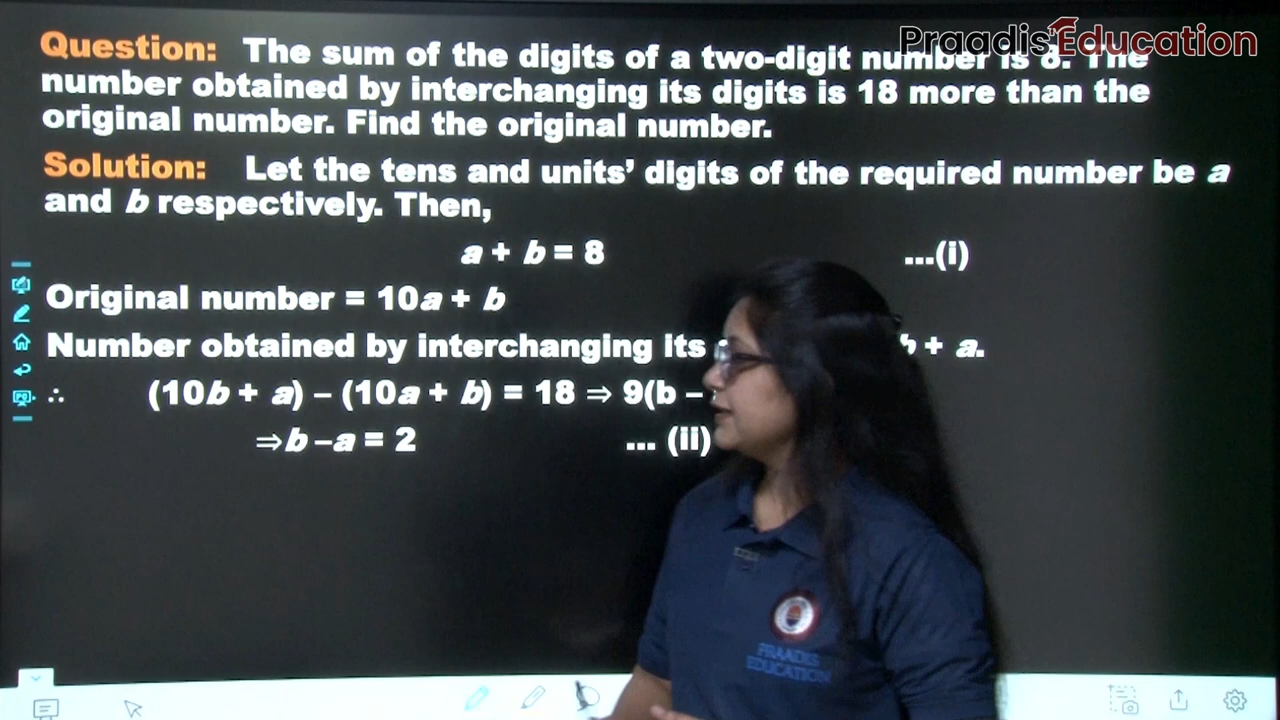 Praadis Education
Question: The sum of the digits of a two-digit number is 8. The
number obtained by interchanging its digits is 18 more than the
original number. Find the original number.
Solution: Let the tens and units’ digits of the required number be a
and b respectively. Then,
a + b = 8 ...(i)
Original number = 10a + b
Number obtained by interchanging its b + a.
∴ (10b + a) – (10a + b) = 18 ⇒ 9(b –
⇒b –a = 2 ... (ii)
PRAADIS
EDUCATION